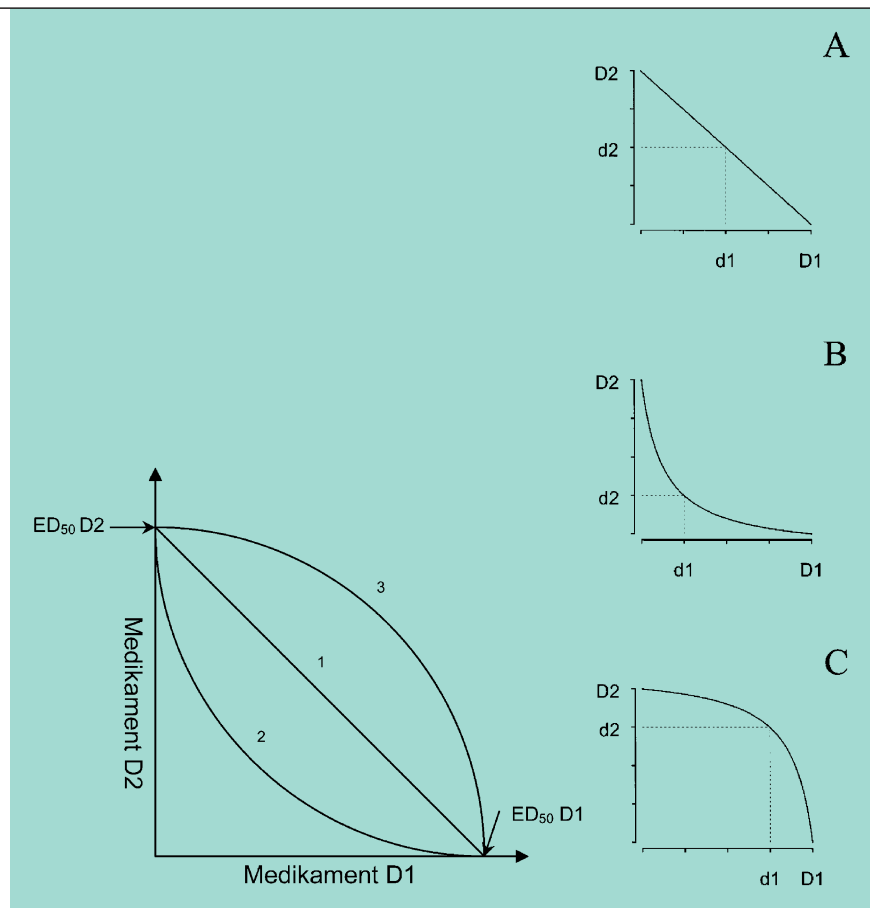 A
D2
d2
d1 D1
B
D2
d2
d1 D1
C
D2
d2
d1 D1
ED₅₀ D2
3
1
2
Medikament D2
ED₅₀ D1
Medikament D1